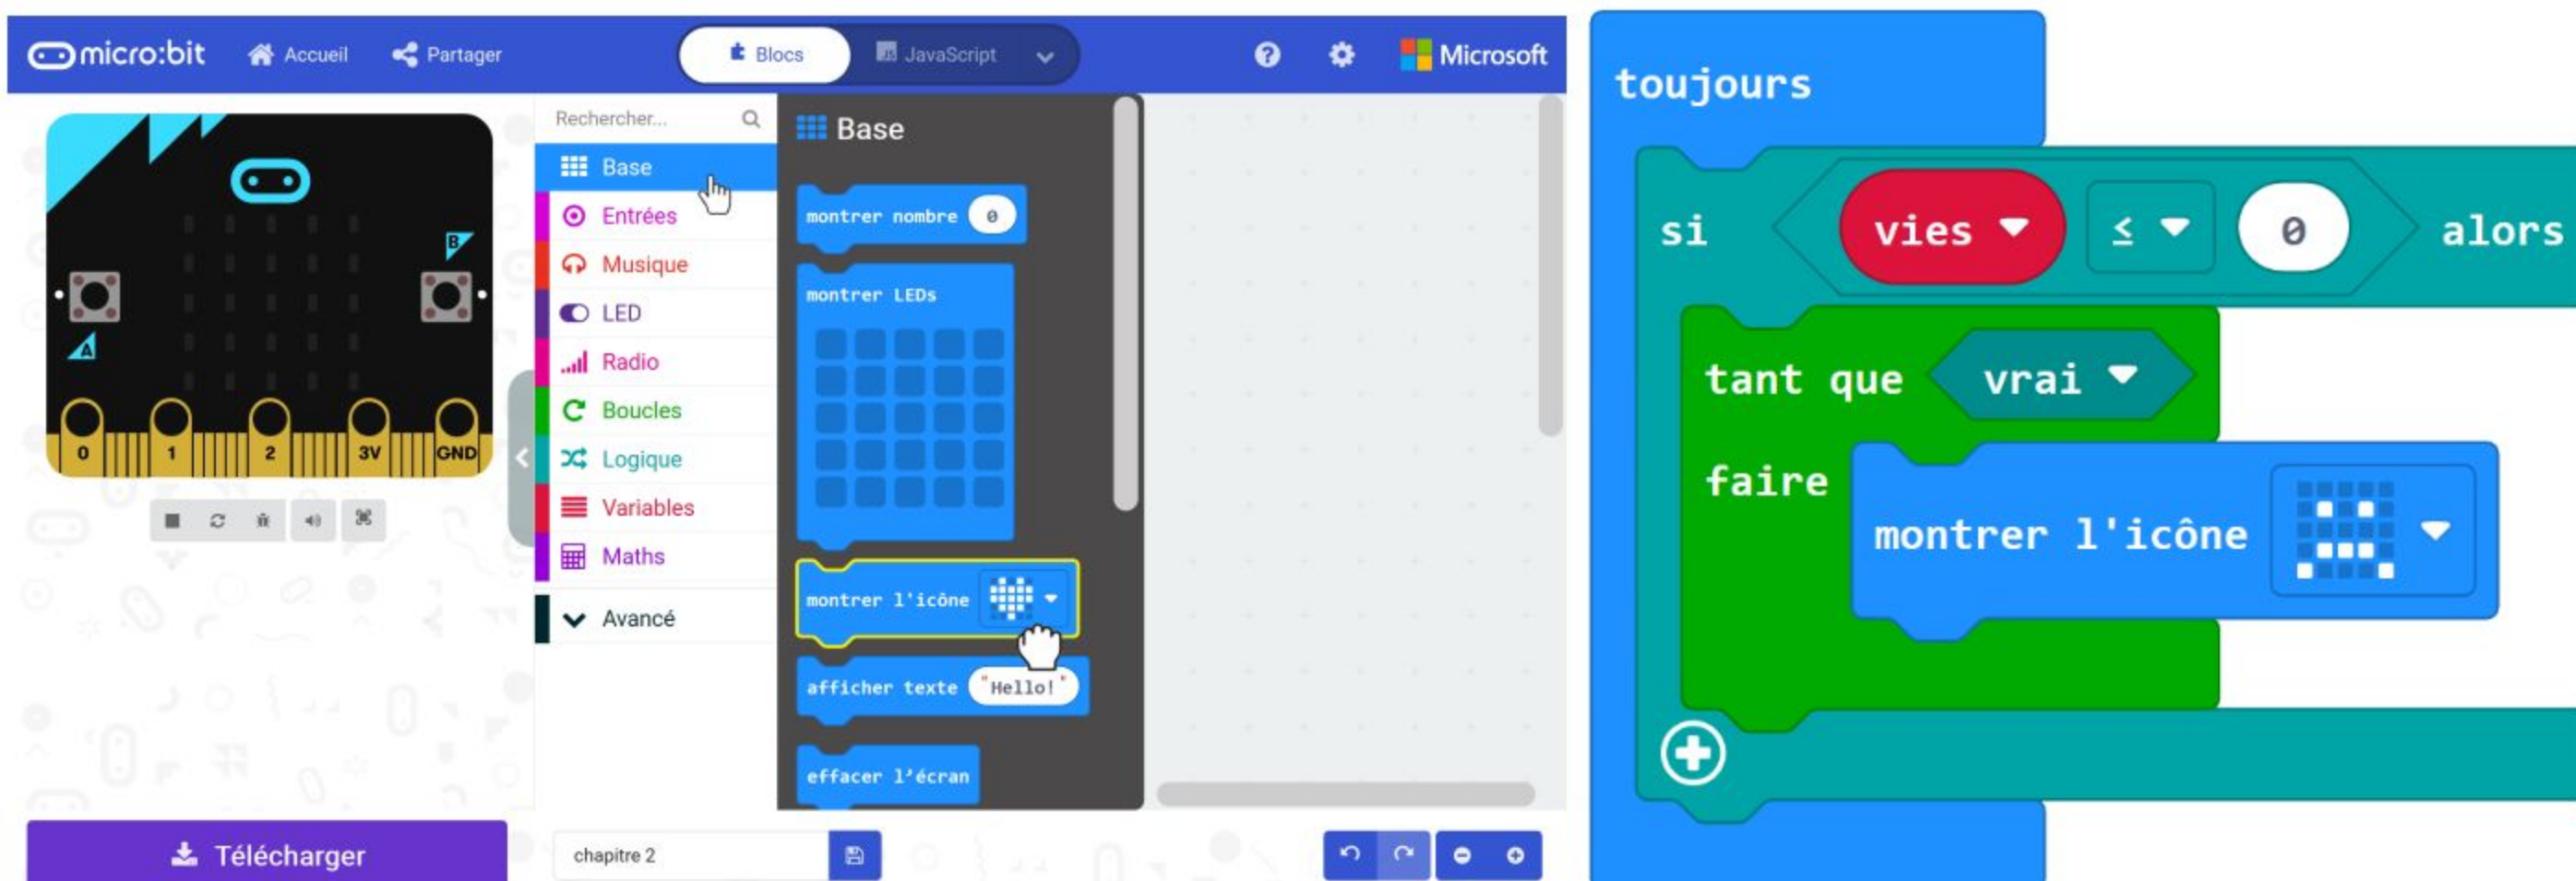 micro:bit Accueil Partager Blocs JavaScript Microsoft
Rechercher...
Base
Entrées
Musique
LED
Radio
Boucles
Logique
Variables
Maths
Avancé
Base
montrer nombre 0
montrer LEDs
montrer l'icône
afficher texte "Hello!"
effacer l'écran
B
A
0 1 2 3V GND
Télécharger
chapitre 2
toujours
si vies ≤ 0 alors
tant que vrai
faire
montrer l'icône